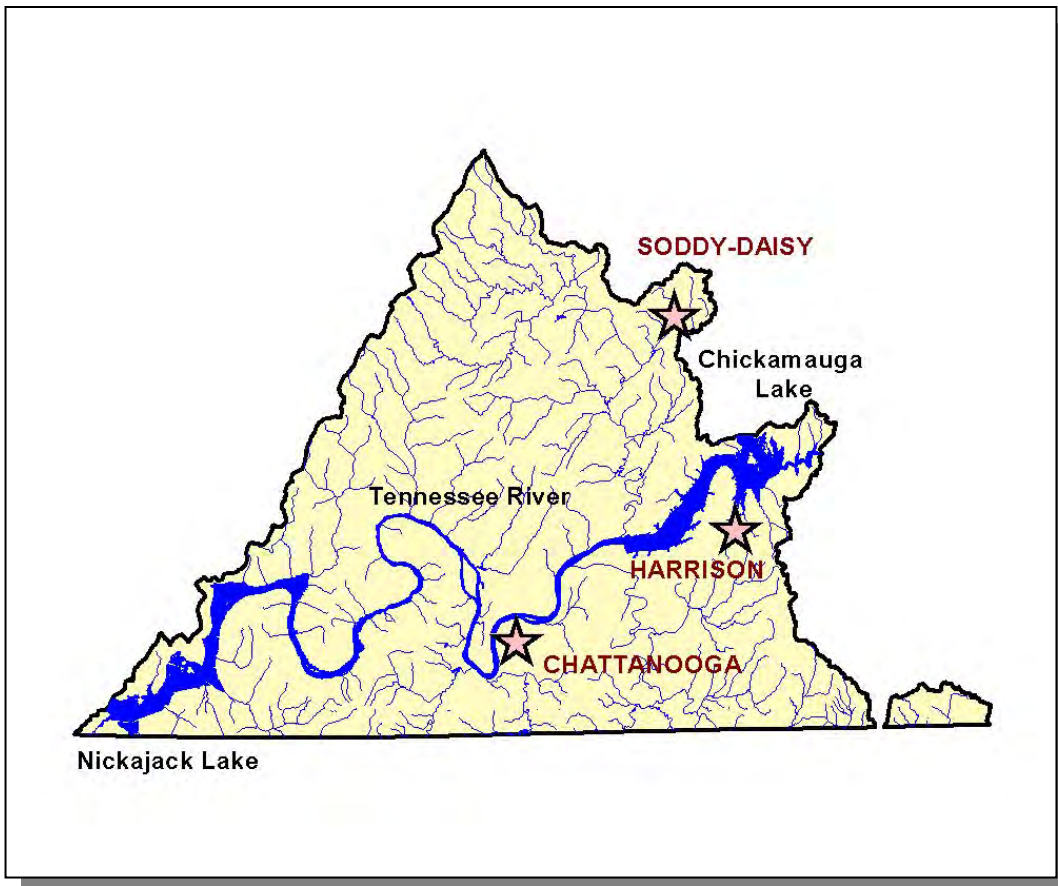 SODDY-DAISY
Chickamauga
Lake
Tennessee River
HARRISON
CHATTANOOGA
Nickajack Lake